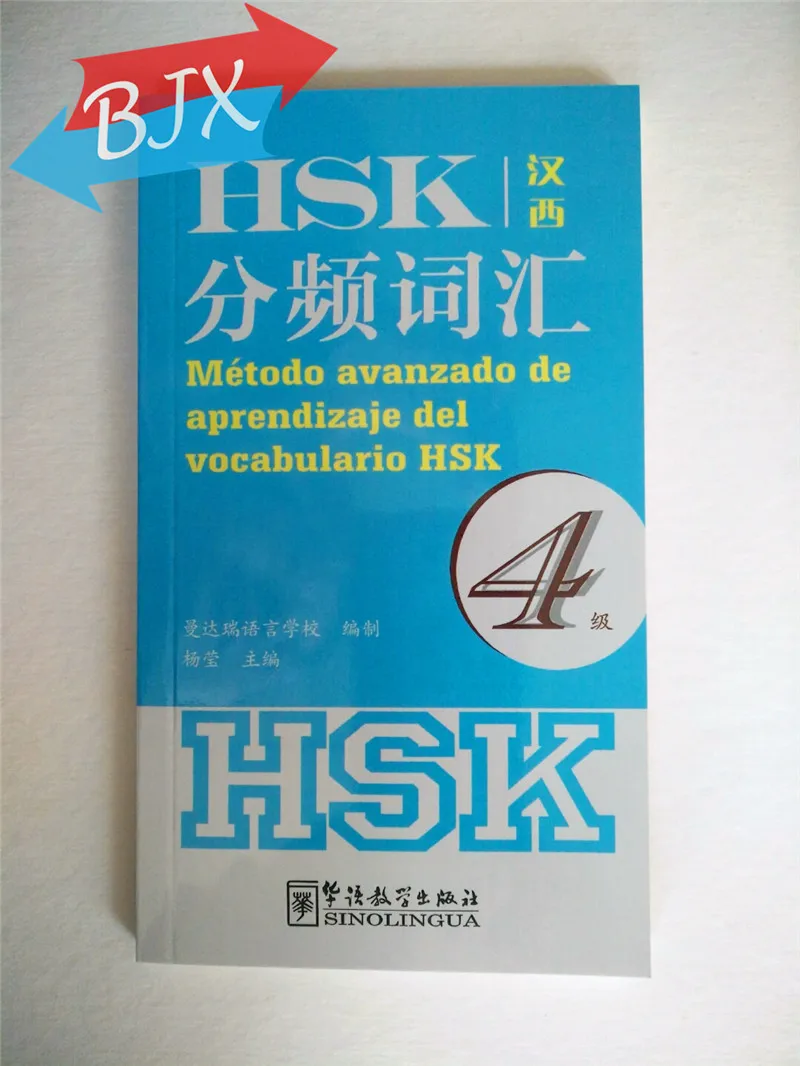 BJX
HSK
汉
西
分频词汇
Método avanzado de
aprendizaje del
vocabulario HSK
4
级
曼达瑞语言学校 编制
杨莹 主编
HSK
华语教学出版社
SINOLINGUA